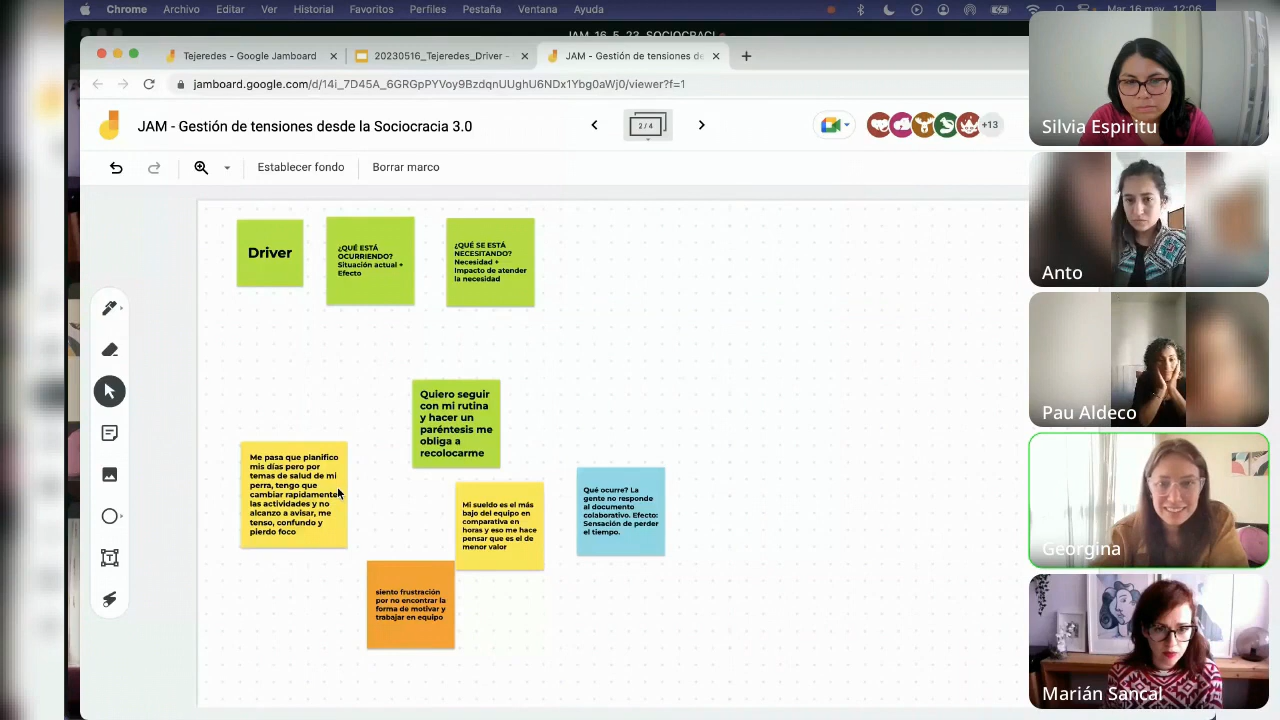 Chrome Archivo Editar Ver Historial Favoritos Perfiles Pestaña Ventana Ayuda
Tejeredes - Google Jamboard
20230516_Tejeredes_Driver -
JAM - Gestión de tensiones de
JAM - Gestión de tensiones desde la Sociocracia 3.0
2 / 4
+13
Establecer fondo
Borrar marco
Driver
¿QUÉ ESTÁ
OCURRIENDO?
Situación actual +
Efecto
¿QUÉ SE ESTÁ
NECESITANDO?
Necesidad +
Impacto de atender
la necesidad
Quiero seguir
con mi rutina
y hacer un
paréntesis me
obliga a
recolocarme
Me pasa que planifico
mis días pero por
temas de salud de mi
perra, tengo que
cambiar rapidamente
las actividades y no
alcanzo a avisar, me
tenso, confundo y
pierdo foco
Mi sueldo es el más
bajo del equipo en
comparativa en
horas y eso me hace
pensar que es el de
menor valor
Qué ocurre? La
gente no responde
al documento
colaborativo. Efecto:
Sensación de perder
el tiempo.
siento frustración
por no encontrar la
forma de motivar y
trabajar en equipo
Silvia Espiritu
Anto
Pau Aldeco
Georgina
Marián Sancal